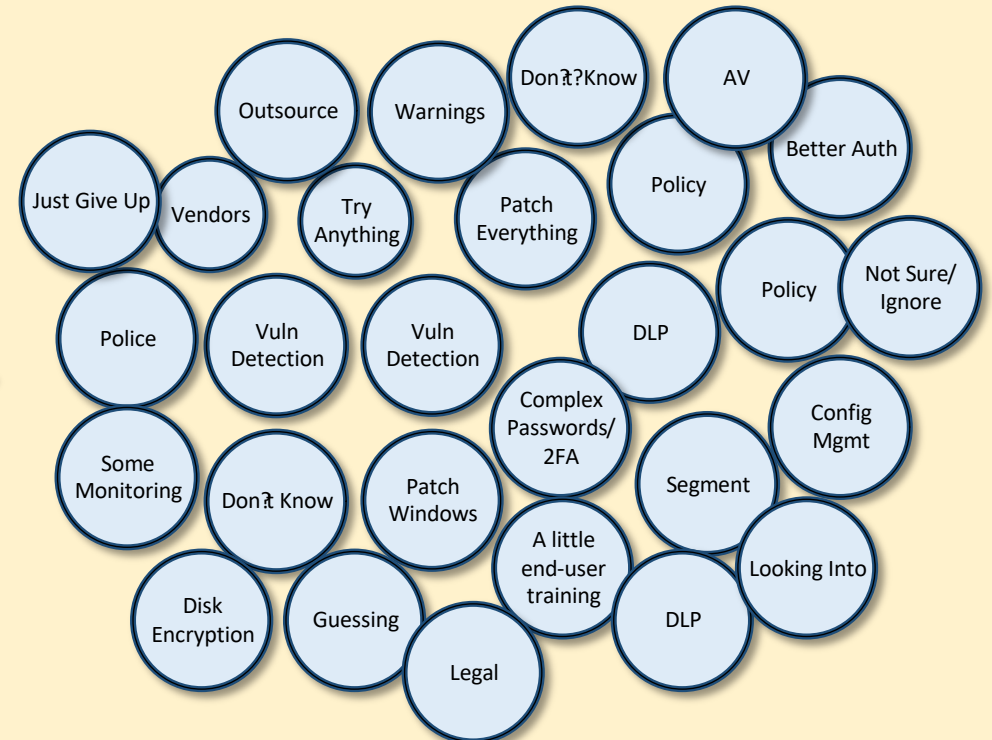 Don?t?Know
AV
Outsource
Warnings
Better Auth
Policy
Just Give Up
Vendors
Try
Anything
Patch
Everything
Policy
Not Sure/
Ignore
Police
Vuln
Detection
Vuln
Detection
DLP
Complex
Passwords/
2FA
Config
Mgmt
Some
Monitoring
Don?t Know
Patch
Windows
Segment
A little
end-user
training
Looking Into
Disk
Encryption
Guessing
DLP
Legal